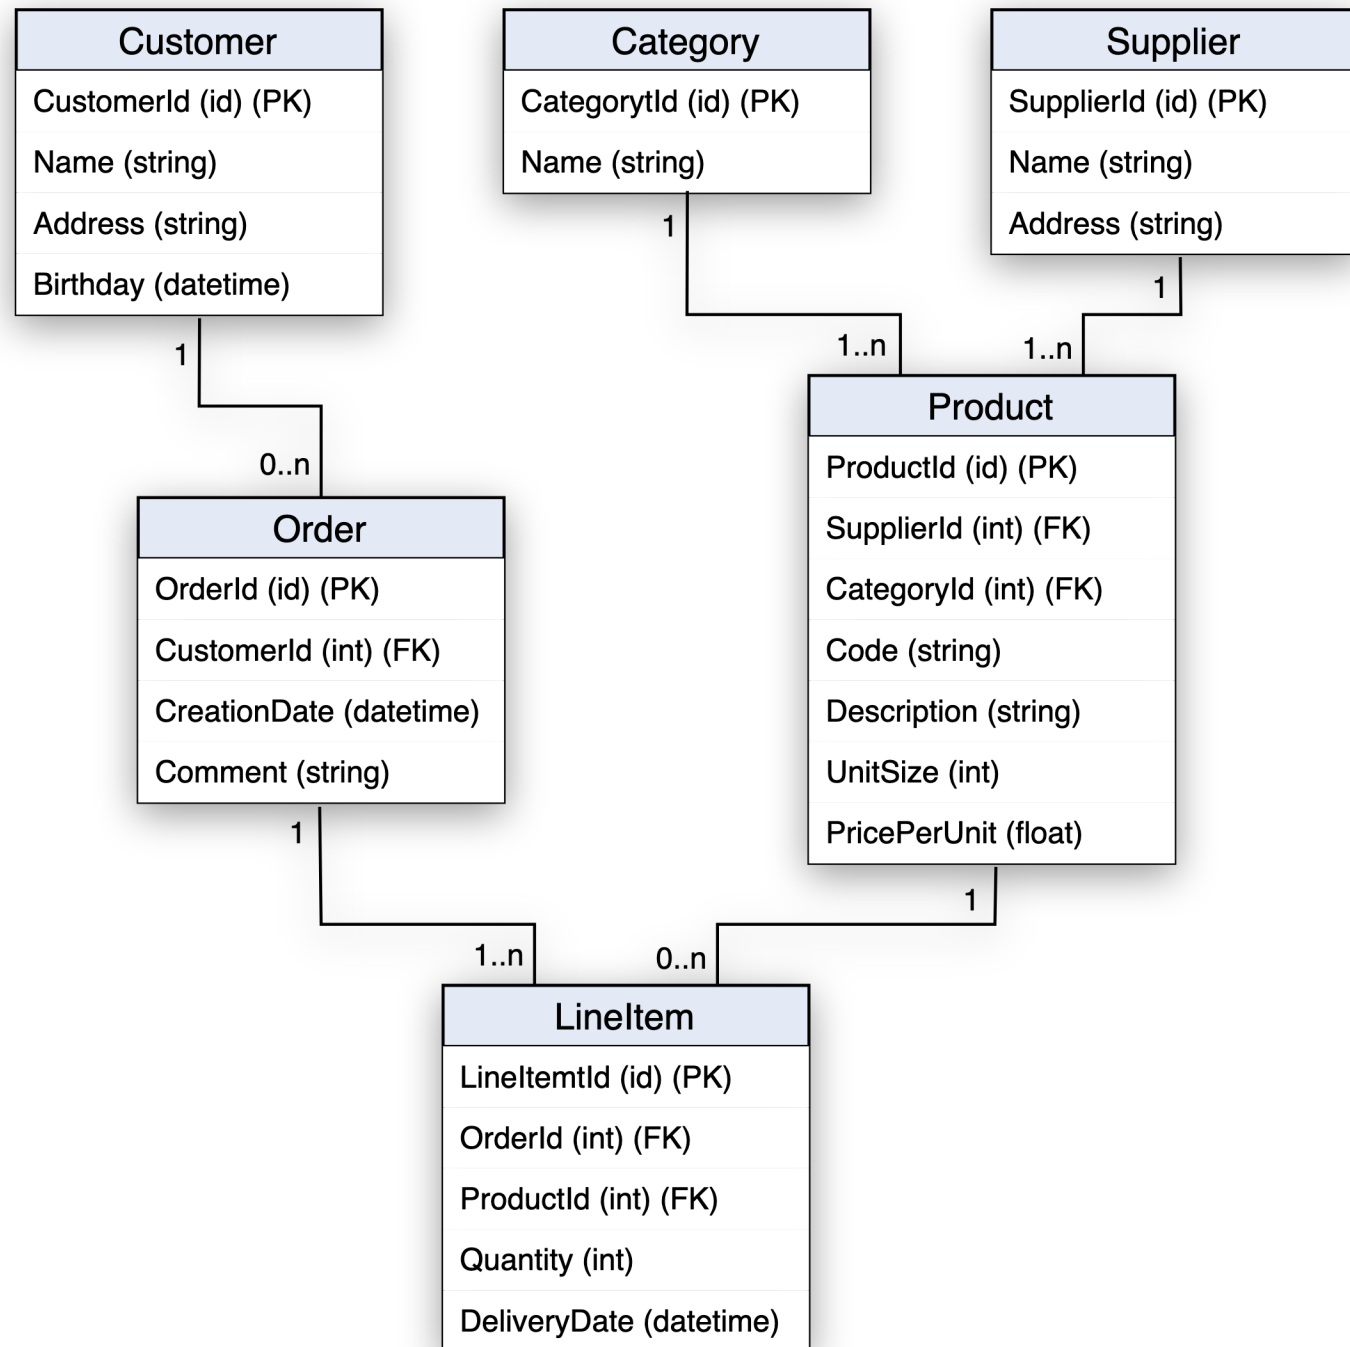 Customer
CustomerId (id) (PK)
Name (string)
Address (string)
Birthday (datetime)
Category
CategorytId (id) (PK)
Name (string)
Supplier
SupplierId (id) (PK)
Name (string)
Address (string)
1
1
1
0..n
1..n
1..n
Order
OrderId (id) (PK)
CustomerId (int) (FK)
CreationDate (datetime)
Comment (string)
Product
ProductId (id) (PK)
SupplierId (int) (FK)
CategoryId (int) (FK)
Code (string)
Description (string)
UnitSize (int)
PricePerUnit (float)
1
1
1..n
0..n
LineItem
LineItemtId (id) (PK)
OrderId (int) (FK)
ProductId (int) (FK)
Quantity (int)
DeliveryDate (datetime)